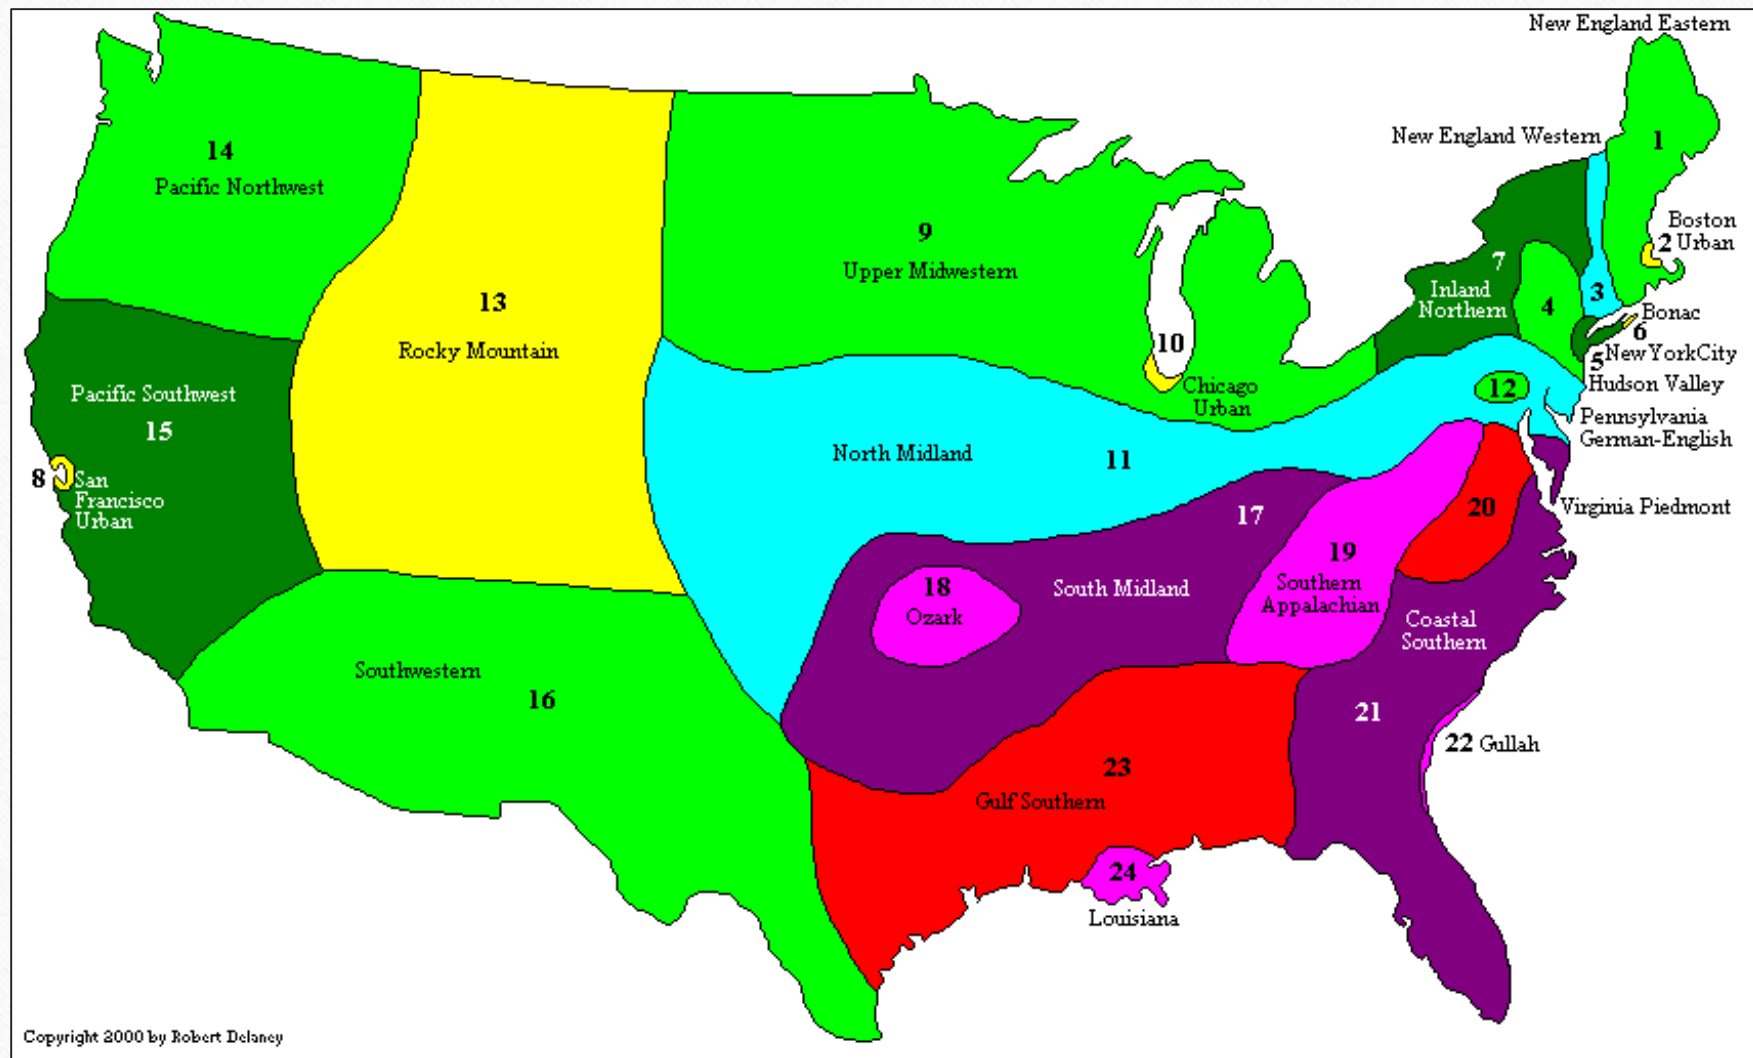 New England Eastern
New England Western
1
14
Pacific Northwest
Boston
2 Urban
9
Upper Midwestern
7
Inland
Northern
3
4
13
Rocky Mountain
Bonac
6
10
5 New York City
Chicago
Urban
12
Hudson Valley
Pacific Southwest
15
Pennsylvania
German-English
North Midland
11
8
San
Francisco
Urban
17
20
Virginia Piedmont
19
Southern
Appalachian
18
Ozark
South Midland
Coastal
Southern
Southwestern
16
21
22 Gullah
23
Gulf Southern
24
Louisiana
Copyright 2000 by Robert Delaney